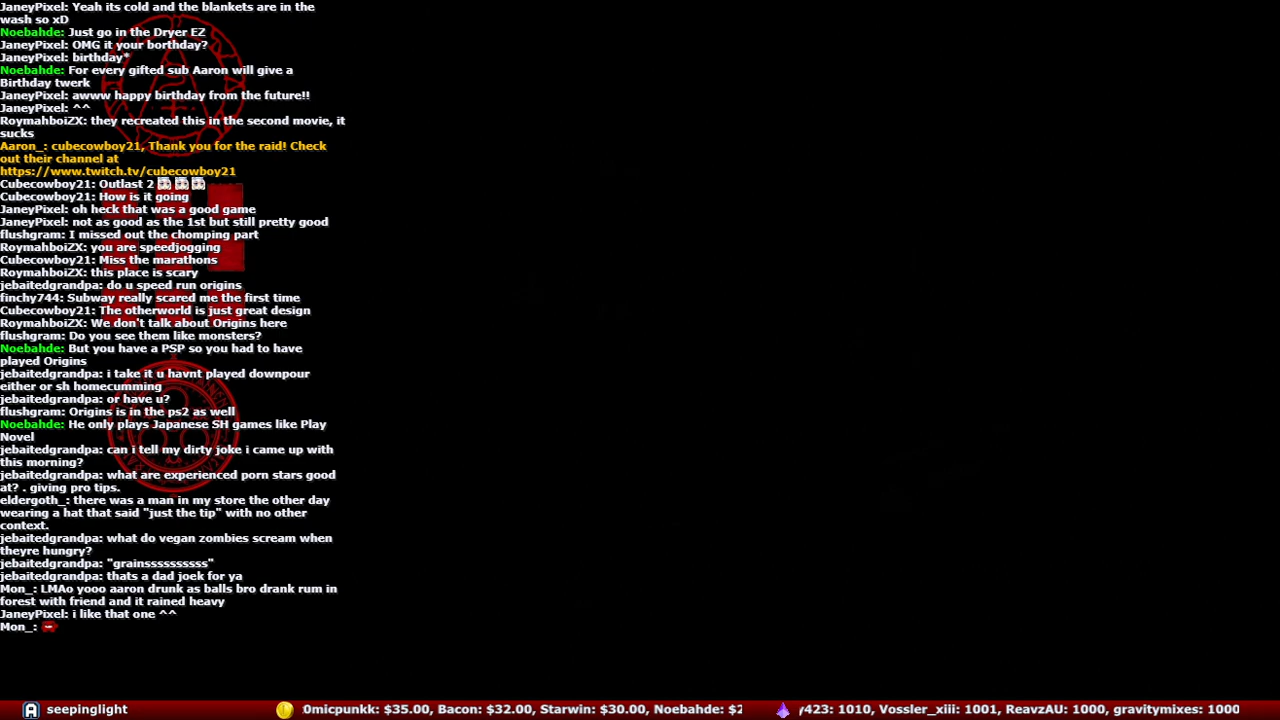 JaneyPixel: Yeah its cold and the blankets are in the
wash so xD
Noebahde: Just go in the Dryer EZ
JaneyPixel: OMG it your borthday?
JaneyPixel: birthday*
Noebahde: For every gifted sub Aaron will give a
Birthday twerk
JaneyPixel: awww happy birthday from the future!!
JaneyPixel: ^^
RoymahboiZX: they recreated this in the second movie, it
sucks
Aaron_: cubecowboy21, Thank you for the raid! Check
out their channel at
https://www.twitch.tv/cubecowboy21
Cubecowboy21: Outlast 2
Cubecowboy21: How is it going
JaneyPixel: oh heck that was a good game
JaneyPixel: not as good as the 1st but still pretty good
flushgram: I missed out the chomping part
RoymahboiZX: you are speedjogging
Cubecowboy21: Miss the marathons
RoymahboiZX: this place is scary
jebaitedgrandpa: do u speed run origins
finchy744: Subway really scared me the first time
Cubecowboy21: The otherworld is just great design
RoymahboiZX: We don't talk about Origins here
flushgram: Do you see them like monsters?
Noebahde: But you have a PSP so you had to have
played Origins
jebaitedgrandpa: i take it u havnt played downpour
either or sh homecumming
jebaitedgrandpa: or have u?
flushgram: Origins is in the ps2 as well
Noebahde: He only plays Japanese SH games like Play
Novel
jebaitedgrandpa: can i tell my dirty joke i came up with
this morning?
jebaitedgrandpa: what are experienced porn stars good
at? . giving pro tips.
eldergoth_: there was a man in my store the other day
wearing a hat that said "just the tip" with no other
context.
jebaitedgrandpa: what do vegan zombies scream when
theyre hungry?
jebaitedgrandpa: "grainssssssssss"
jebaitedgrandpa: thats a dad joek for ya
Mon_: LMAo yooo aaron drunk as balls bro drank rum in
forest with friend and it rained heavy
JaneyPixel: i like that one ^^
Mon_:
A seepinglight 0micpunkk: $35.00, Bacon: $32.00, Starwin: $30.00, Noebahde: $2 y423: 1010, Vossler_xiii: 1001, ReavzAU: 1000, gravitymixes: 1000